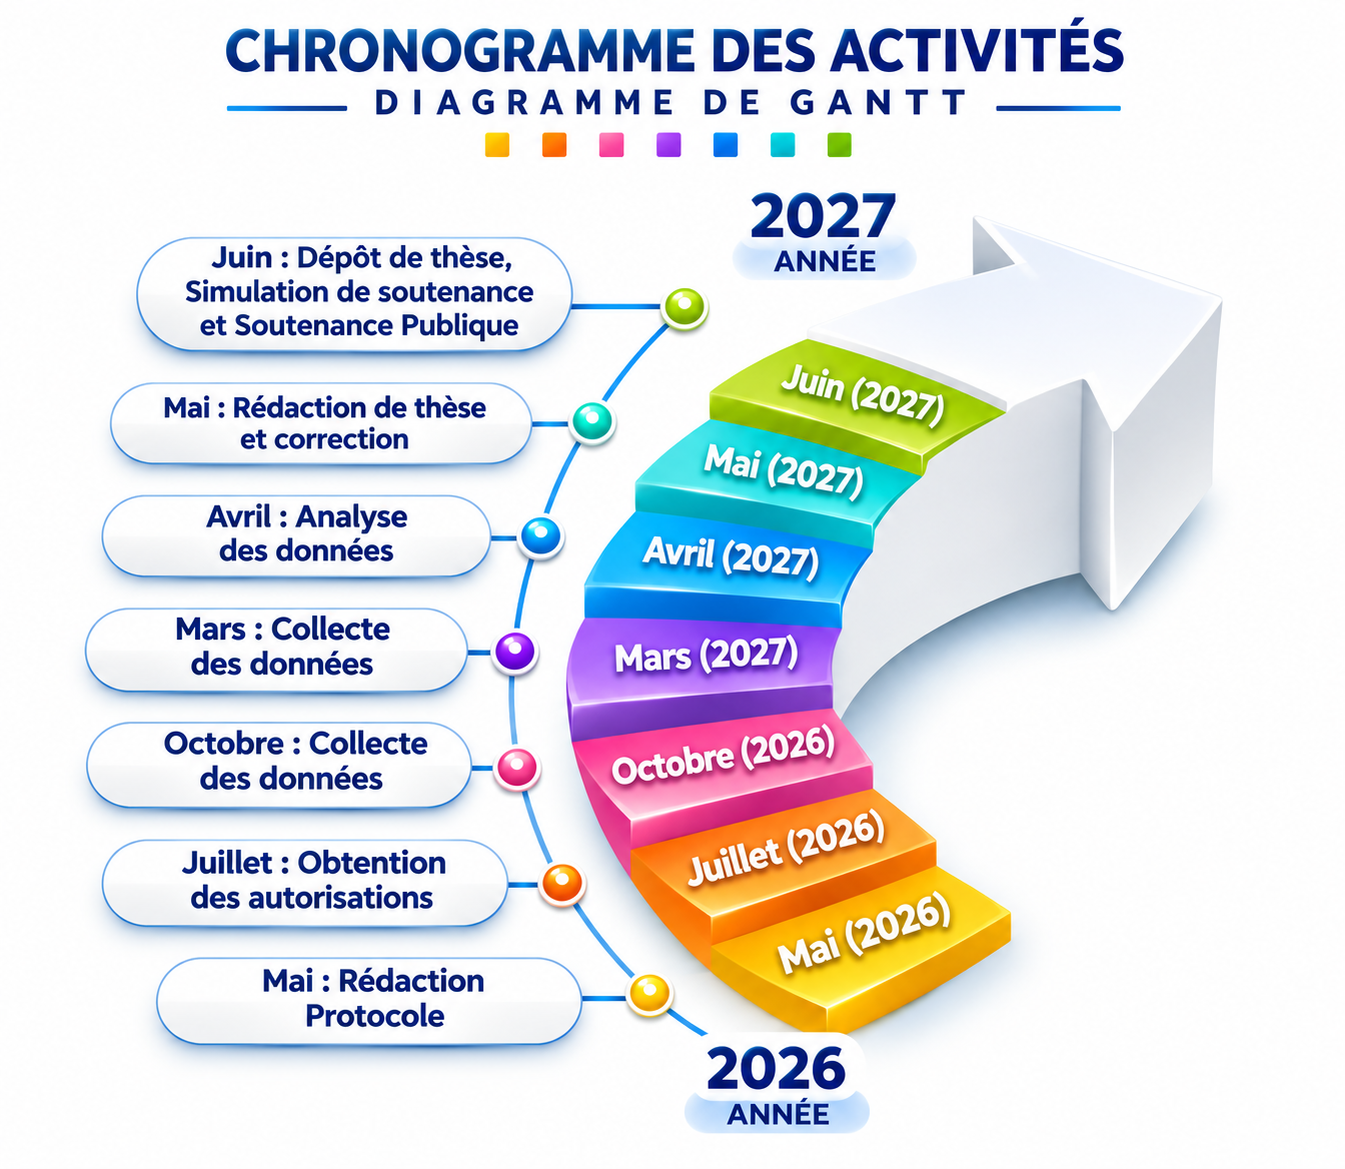 CHRONOGRAMME DES ACTIVITÉS
DIAGRAMME DE GANTT
2027
ANNÉE
Juin : Dépôt de thèse,
Simulation de soutenance
et Soutenance Publique
Mai : Rédaction de thèse
et correction
Avril : Analyse
des données
Mars : Collecte
des données
Octobre : Collecte
des données
Juillet : Obtention
des autorisations
Mai : Rédaction
Protocole
Juin (2027)
Mai (2027)
Avril (2027)
Mars (2027)
Octobre (2026)
Juillet (2026)
Mai (2026)
2026
ANNÉE